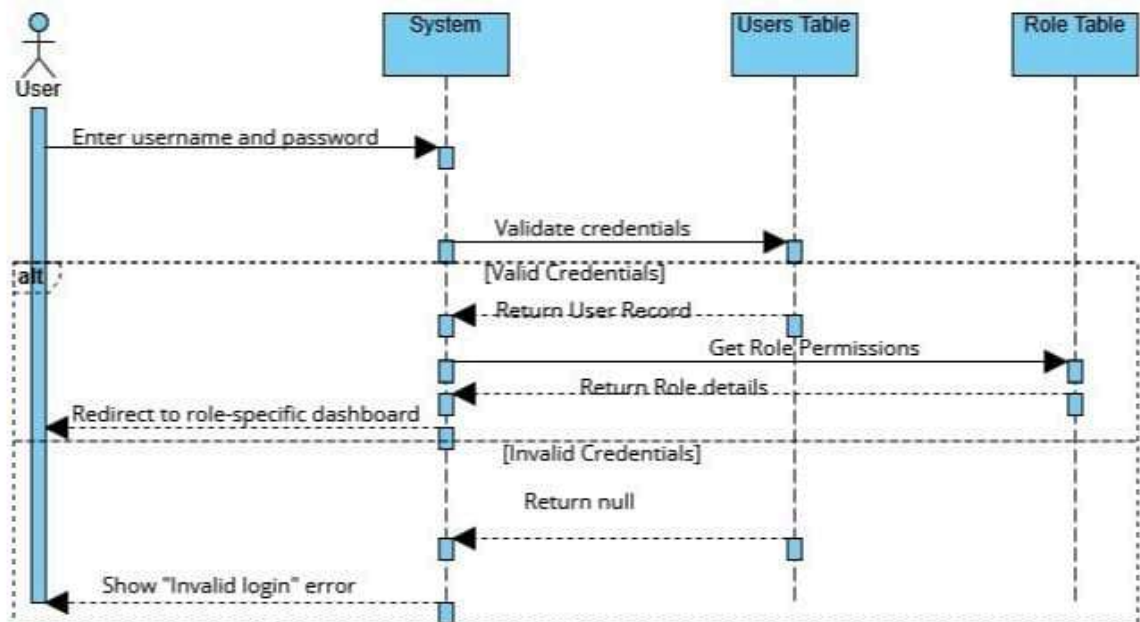 System
Users Table
Role Table
User
Enter username and password
Validate credentials
alt
[Valid Credentials]
Return User Record
Get Role Permissions
Return Role details
Redirect to role-specific dashboard
[Invalid Credentials]
Return null
Show "Invalid login" error